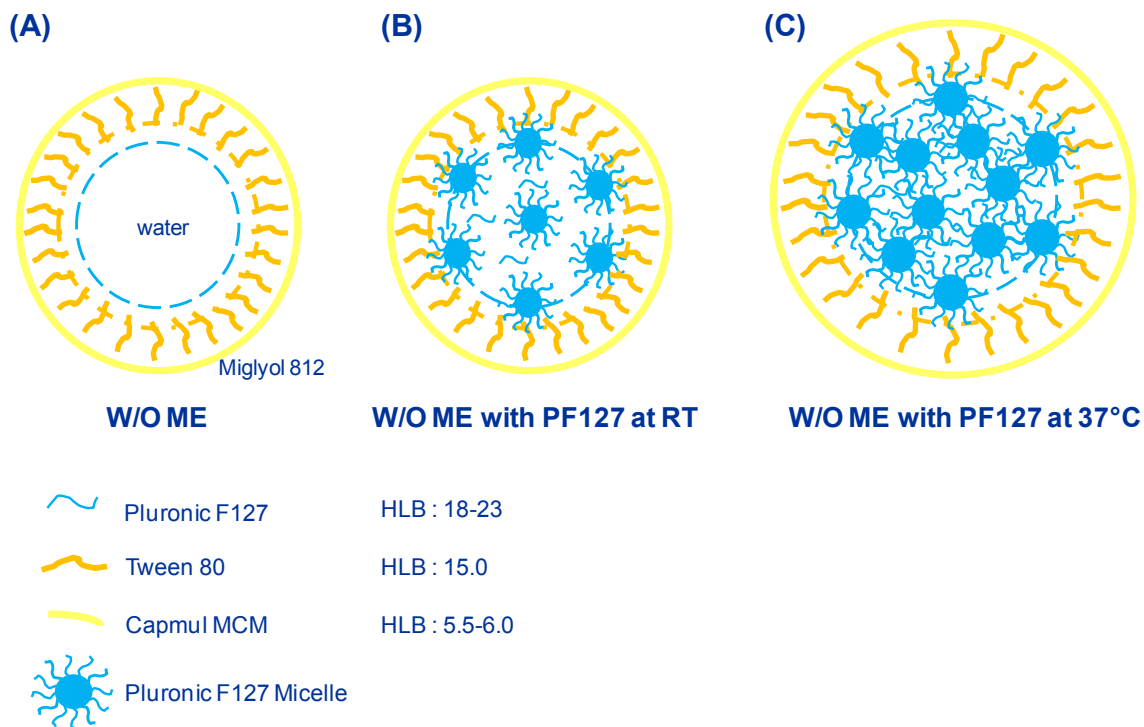 (A)
(B)
(C)
water
Miglyol 812
W/O ME
W/O ME with PF127 at RT
W/O ME with PF127 at 37°C
Pluronic F127
HLB : 18-23
Tween 80
HLB : 15.0
Capmul MCM
HLB : 5.5-6.0
Pluronic F127 Micelle